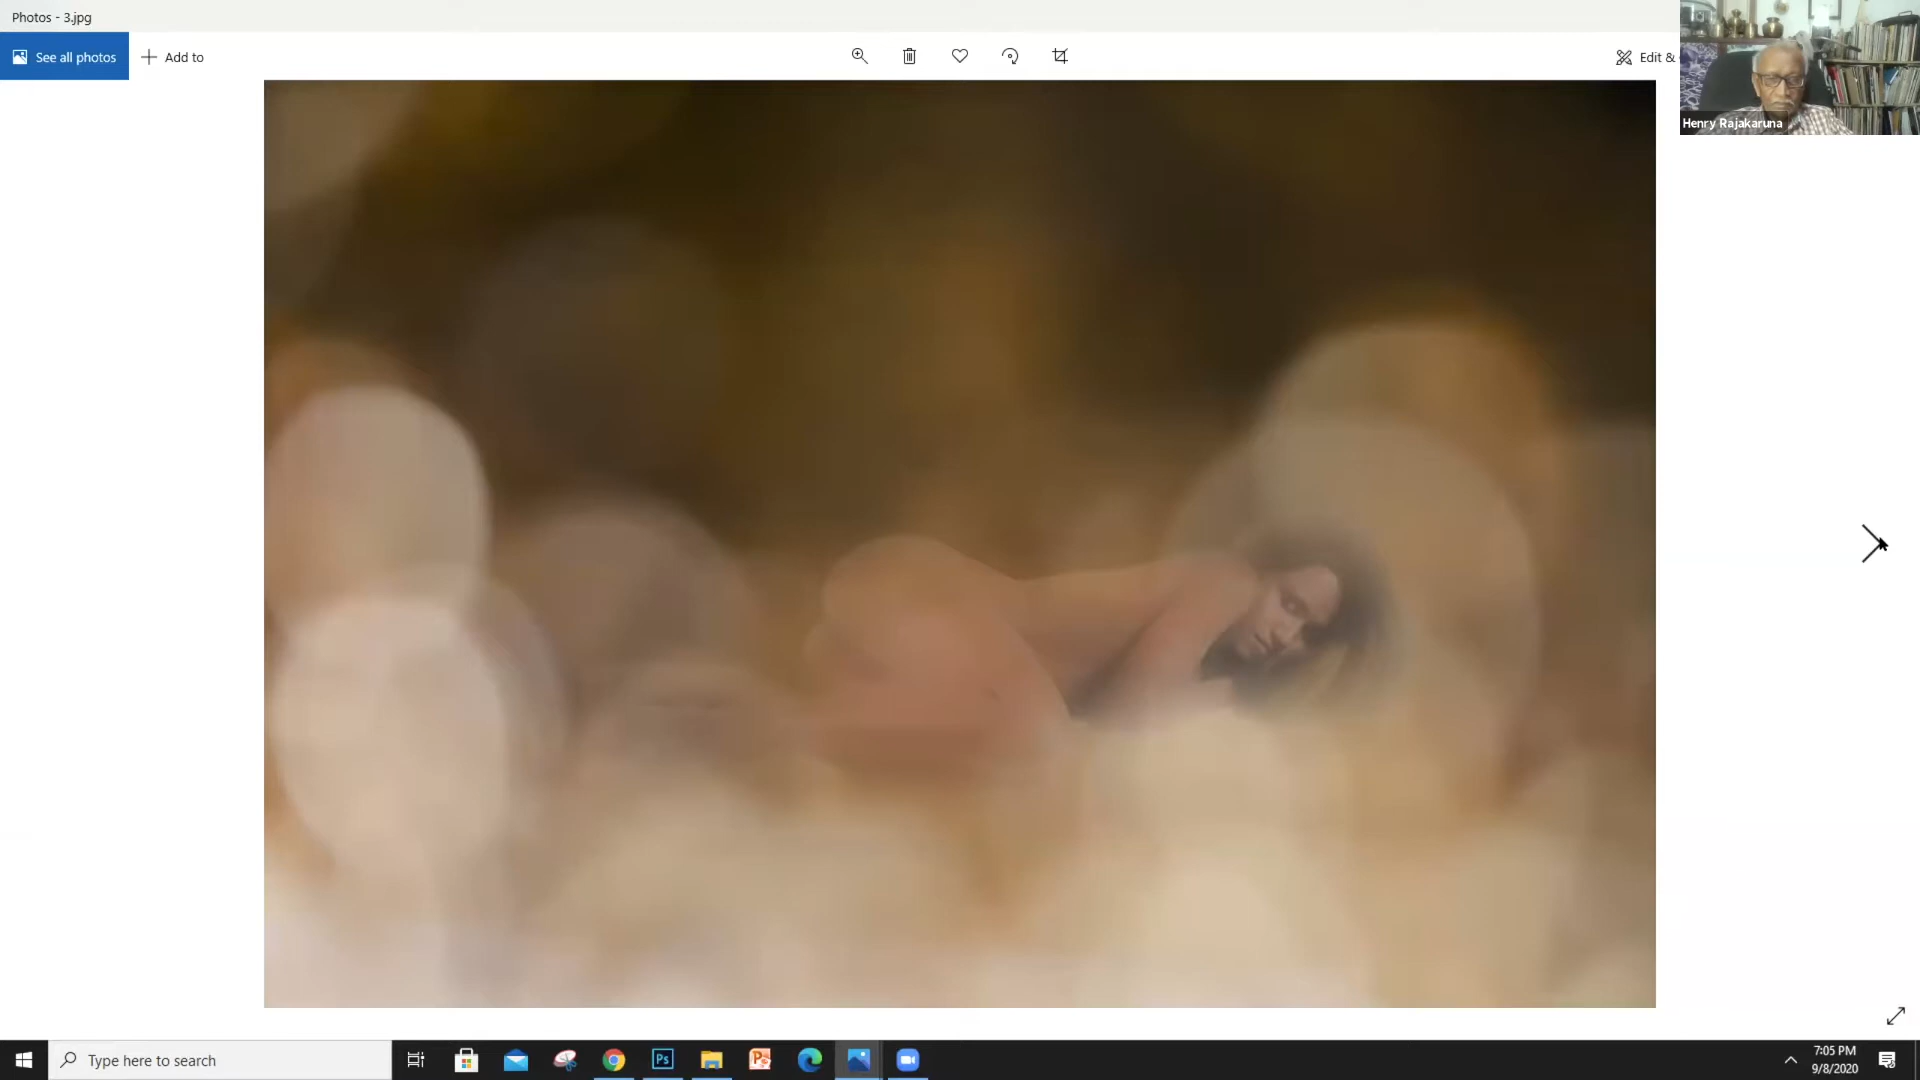 Photos - 3.jpg
See all photos
Add to
Edit &
Henry Rajakaruna
Ps
Type here to search
7:05 PM
9/8/2020